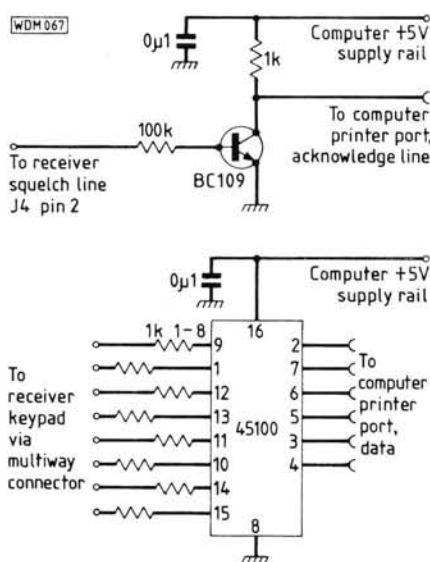 WDM067
0µ1
Computer +5V
supply rail
1k
To computer
printer port,
acknowledge line
100k
To receiver
squelch line
J4 pin 2
BC109
0µ1
Computer +5V
supply rail
16
1k 1-8
9
1
12
13
11
10
14
15
To
receiver
keypad
via
multiway
connector
45100
2
7
6
5
3
4
To
computer
printer
port,
data
8